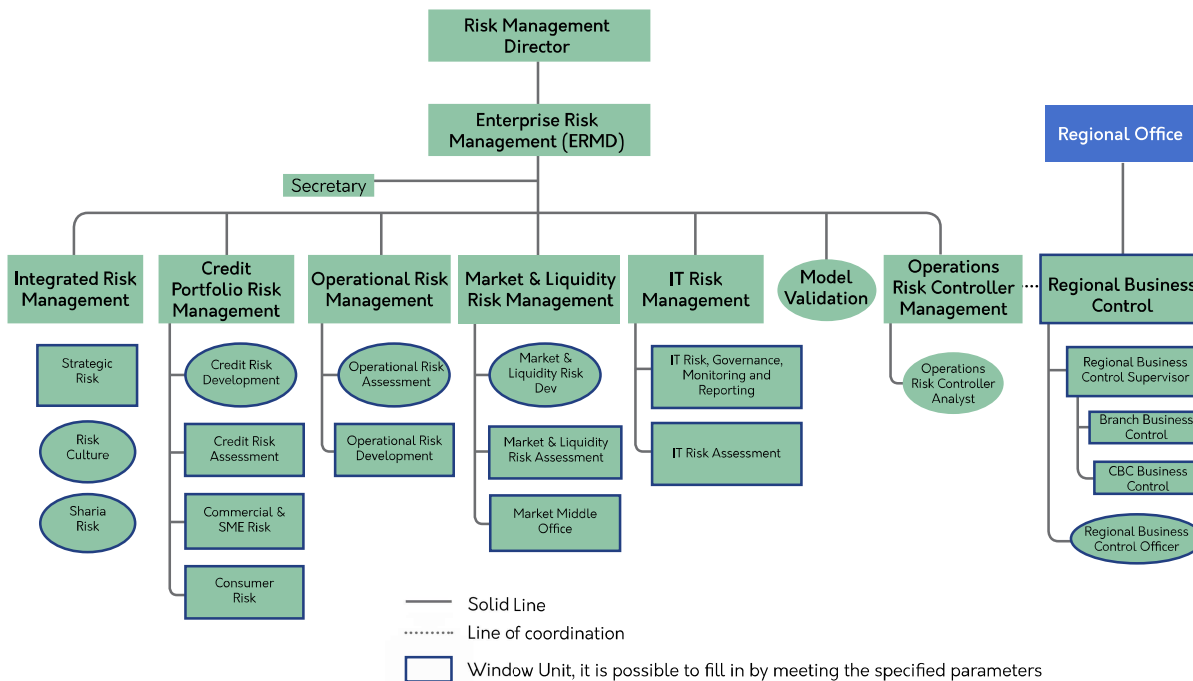 Risk Management
Director
Enterprise Risk
Management (ERMD)
Regional Office
Secretary
Integrated Risk
Management
Credit
Portfolio Risk
Management
Operational Risk
Management
Market & Liquidity
Risk Management
IT Risk
Management
Model
Validation
Operations
Risk Controller
Management
Regional Business
Control
Strategic
Risk
Risk
Culture
Sharia
Risk
Credit Risk
Development
Credit Risk
Assessment
Commercial &
SME Risk
Consumer
Risk
Operational Risk
Assessment
Operational Risk
Development
Market &
Liquidity Risk
Dev
Market & Liquidity
Risk Assessment
Market Middle
Office
IT Risk, Governance,
Monitoring and
Reporting
IT Risk Assessment
Operations
Risk Controller
Analyst
Regional Business
Control Supervisor
Branch Business
Control
CBC Business
Control
Regional Business
Control Officer
Solid Line
Line of coordination
Window Unit, it is possible to fill in by meeting the specified parameters